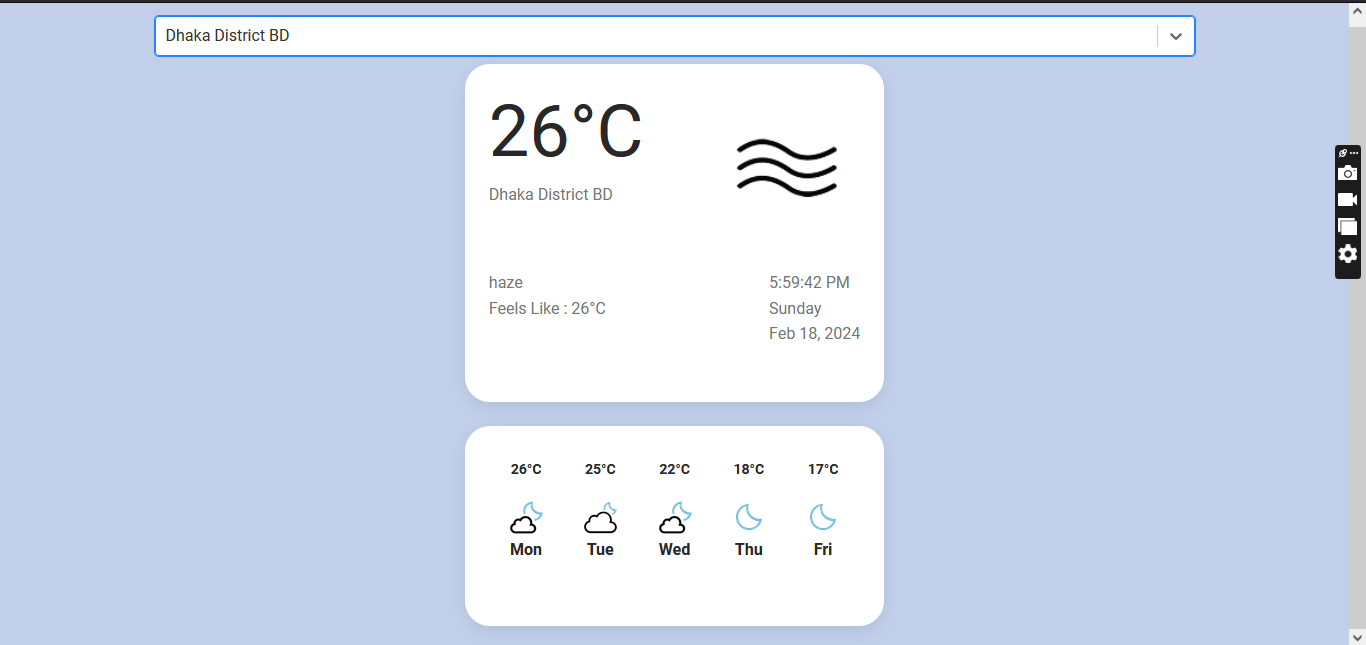 Dhaka District BD
26°C
Dhaka District BD
haze
Feels Like : 26°C
5:59:42 PM
Sunday
Feb 18, 2024
26°C 25°C 22°C 18°C 17°C
Mon Tue Wed Thu Fri